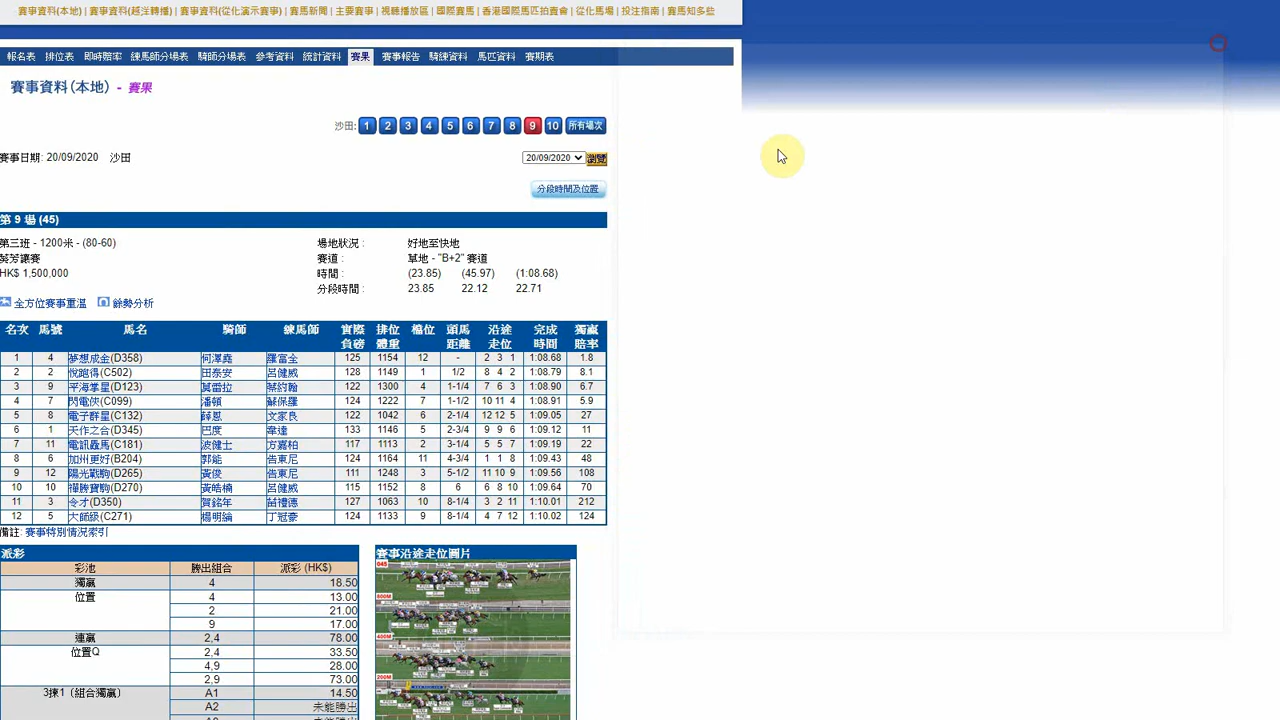 賽事資料(本地) | 賽事資料(越洋轉播) | 賽事資料(從化演示賽事) | 賽馬新聞 | 主要賽事 | 視聽播放區 | 國際賽馬 | 香港國際馬匹拍賣會 | 從化馬場 | 投注指南 | 賽馬知多些
報名表 排位表 即時賠率 練馬師分場表 騎師分場表 參考資料 統計資料 賽果 賽事報告 騎練資料 馬匹資料 賽期表
賽事資料(本地) - 賽果
沙田: 1 2 3 4 5 6 7 8 9 10 所有場次
賽事日期: 20/09/2020 沙田 20/09/2020 瀏覽
分段時間及位置
第 9 場 (45)
第三班 - 1200米 - (80-60) 場地狀況 : 好地至快地
葵芳讓賽 賽道 : 草地 - "B+2" 賽道
HK$ 1,500,000 時間 : (23.85) (45.97) (1:08.68)
分段時間 : 23.85 22.12 22.71
全方位賽事重溫 餘勢分析
名次 馬號 馬名 騎師 練馬師 實際負磅 排位體重 檔位 頭馬距離 沿途走位 完成時間 獨贏賠率
1 4 夢想成金(D358) 何澤堯 羅富全 125 1154 12 - 2 3 1 1:08.68 1.8
2 2 悅跑得(C502) 田泰安 呂健威 128 1149 1 1/2 8 4 2 1:08.79 8.1
3 9 平海掌星(D123) 莫雷拉 蔡約翰 122 1300 4 1-1/4 7 6 3 1:08.90 6.7
4 7 閃電俠(C099) 潘頓 蘇保羅 124 1222 7 1-1/2 10 11 4 1:08.91 5.9
5 8 電子群星(C132) 薛恩 文家良 122 1042 6 2-1/4 12 12 5 1:09.05 27
6 1 天作之合(D345) 巴度 韋達 133 1146 5 2-3/4 9 9 6 1:09.12 11
7 11 電訊驫馬(C181) 波健士 方嘉柏 117 1113 2 3-1/4 5 5 7 1:09.19 22
8 6 加州更好(B204) 郭能 告東尼 124 1164 11 4-3/4 1 1 8 1:09.43 48
9 12 陽光戰駒(D265) 黃俊 告東尼 111 1248 3 5-1/2 11 10 9 1:09.56 108
10 10 禪勝寶駒(D270) 黃皓楠 呂健威 115 1152 8 6 6 8 10 1:09.64 70
11 3 令才(D350) 賀銘年 苗禮德 127 1063 10 8-1/4 3 2 11 1:10.01 212
12 5 大師級(C271) 楊明綸 丁冠豪 124 1133 9 8-1/4 4 7 12 1:10.02 124
備註: 賽事特別情況索引
派彩 賽事沿途走位圖片
彩池 勝出組合 派彩 (HK$)
獨贏 4 18.50
位置 4 13.00
2 21.00
9 17.00
連贏 2,4 78.00
位置Q 2,4 33.50
4,9 28.00
2,9 73.00
3揀1 (組合獨贏) A1 14.50
A2 未能勝出
045
800M
400M
200M